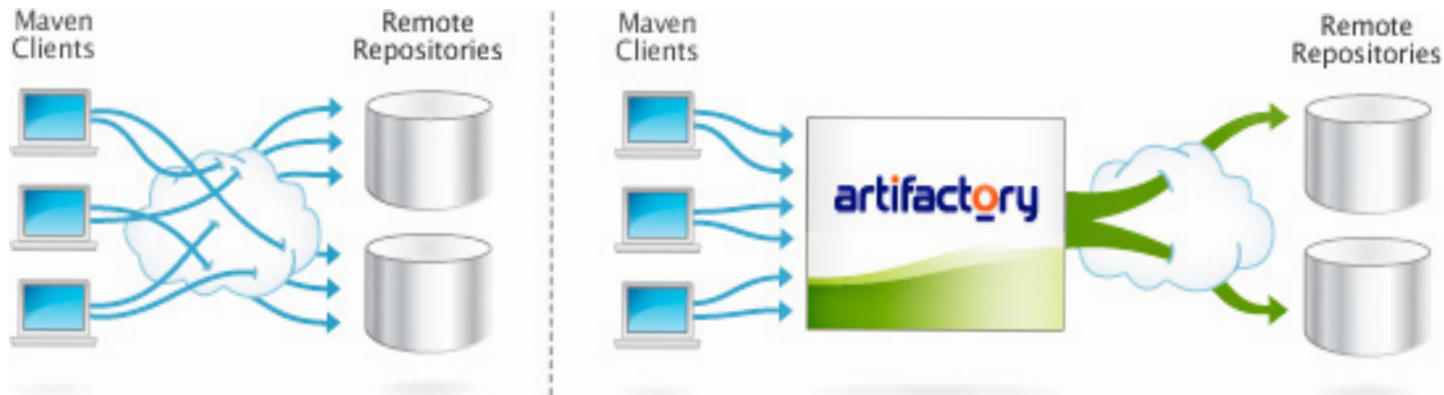 Maven
Clients
Remote
Repositories
Maven
Clients
artifactory
Remote
Repositories